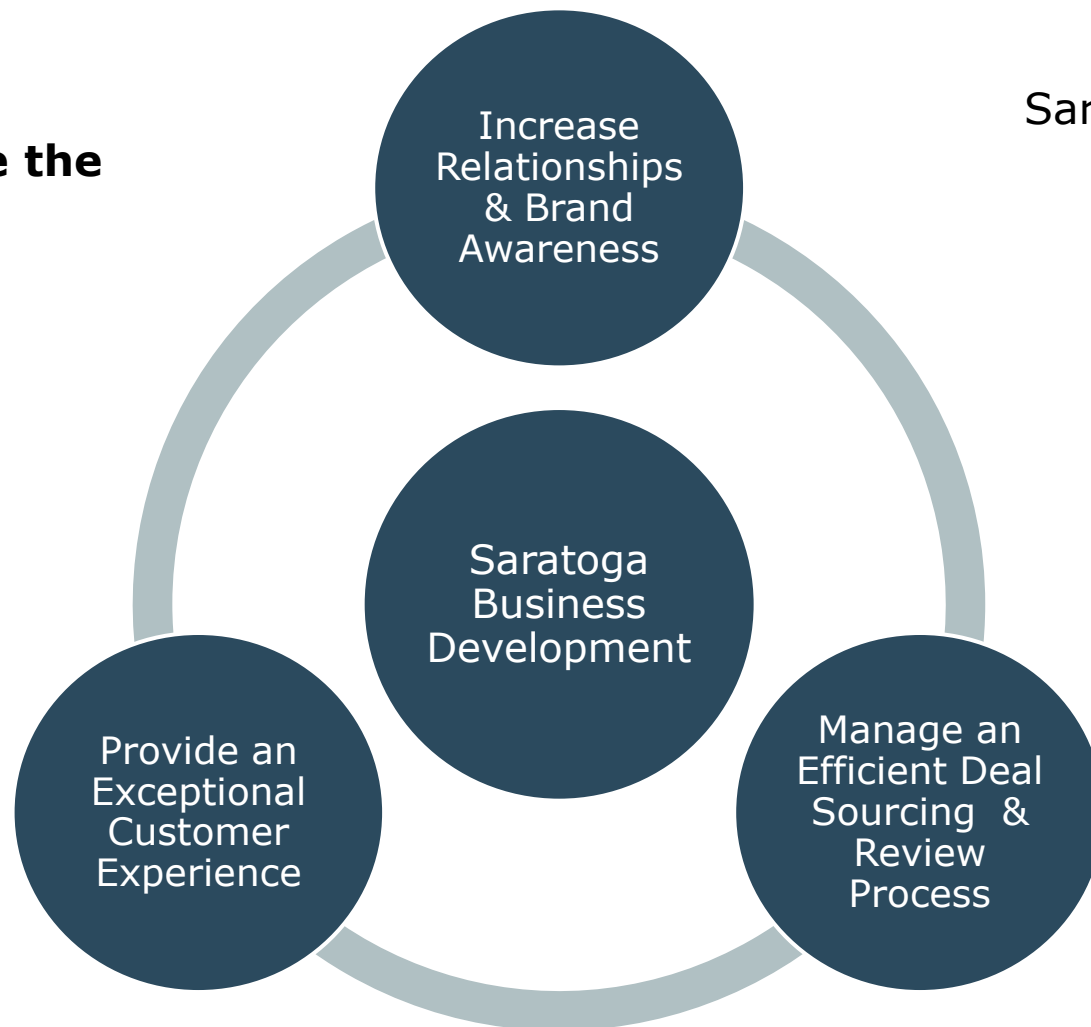 e the
Sar
Increase
Relationships
& Brand
Awareness
Saratoga
Business
Development
Provide an
Exceptional
Customer
Experience
Manage an
Efficient Deal
Sourcing  &
Review
Process